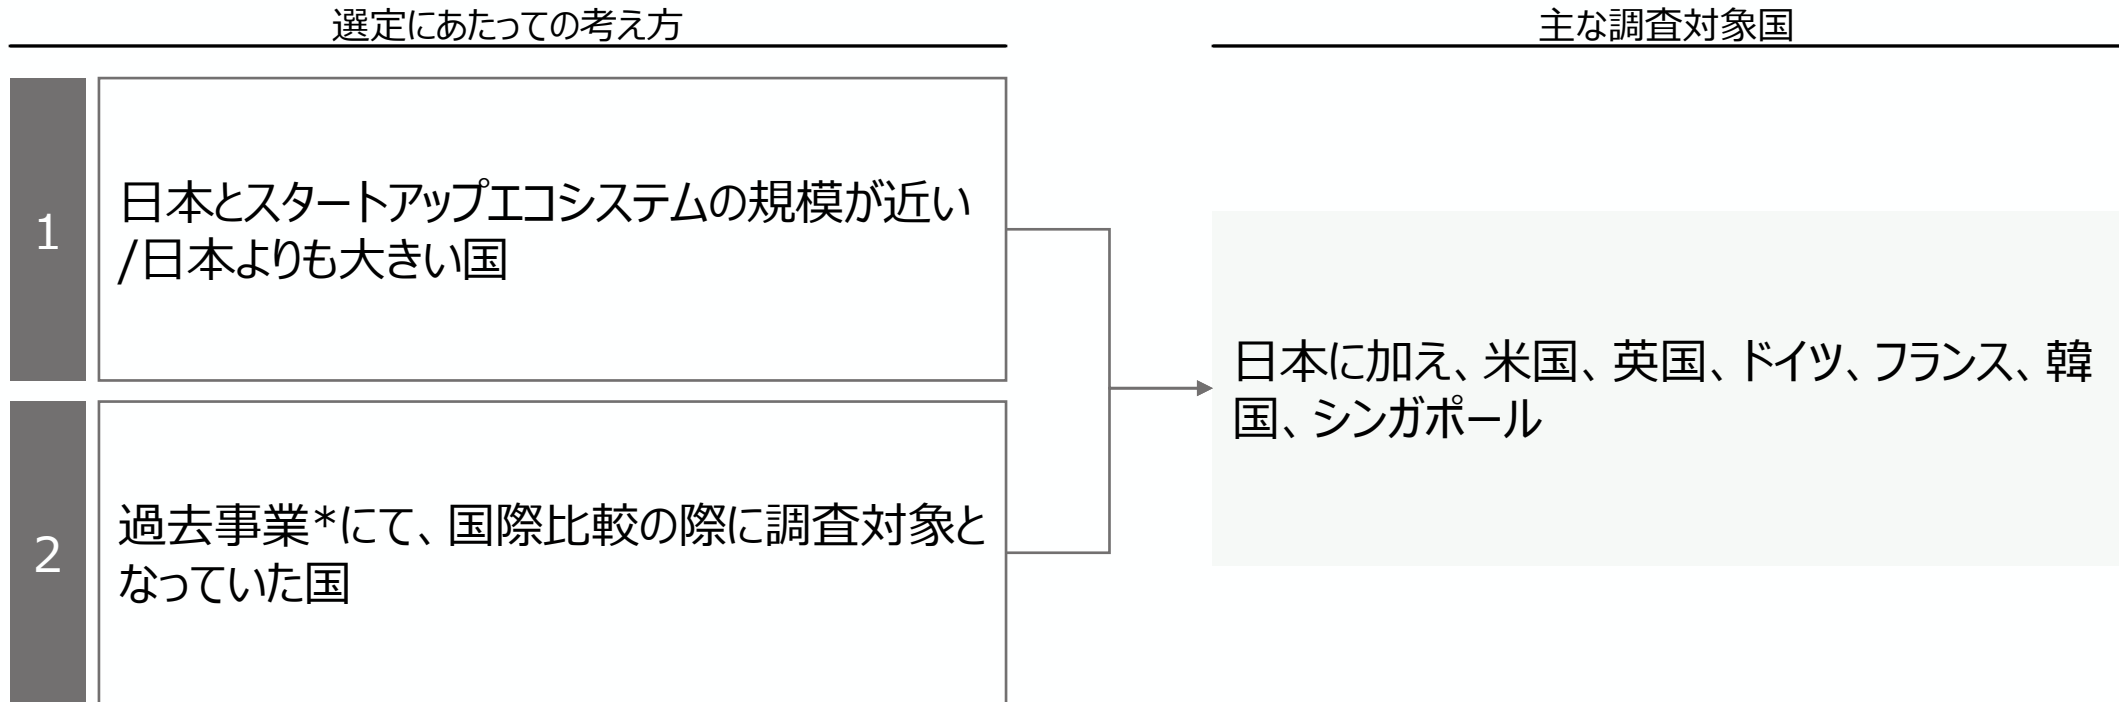 選定にあたっての考え方
主な調査対象国
1
日本とスタートアップエコシステムの規模が近い
/日本よりも大きい国
2
過去事業*にて、国際比較の際に調査対象と
なっていた国
日本に加え、米国、英国、ドイツ、フランス、韓
国、シンガポール